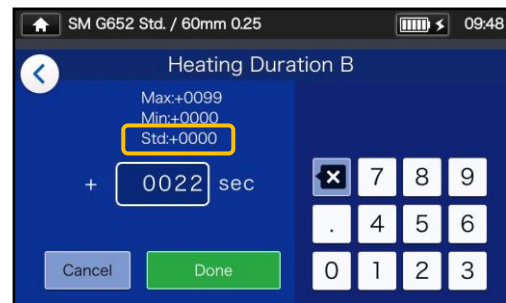 SM G652 Std. / 60mm 0.25 09:48
Heating Duration B
Max:+0099
Min:+0000
Std:+0000
+ 0022 sec
7 8 9
. 4 5 6
Cancel Done 0 1 2 3